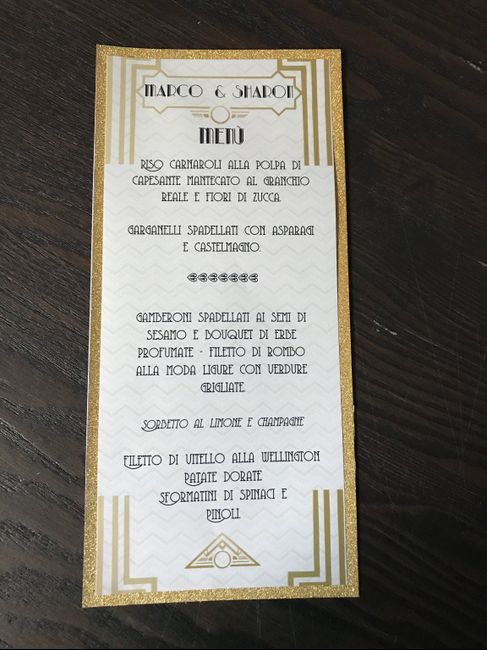 MARCO & SHARON
MENÙ
RISO CARNAROLI ALLA POLPA DI
CAPESANTE MANTECATO AL GRANCHIO
REALE E FIORI DI ZUCCA.
GARGANELLI SPADELLATI CON ASPARAGI
E CASTELMAGNO.
GAMBERONI SPADELLATI AI SEMI DI
SESAMO E BOUQUET DI ERBE
PROFUMATE - FILETTO DI ROMBO
ALLA MODA LIGURE CON VERDURE
GRIGLIATE.
SORBETTO AL LIMONE E CHAMPAGNE
FILETTO DI VITELLO ALLA WELLINGTON
PATATE DORATE
SFORMATINI DI SPINACI E
PINOLI